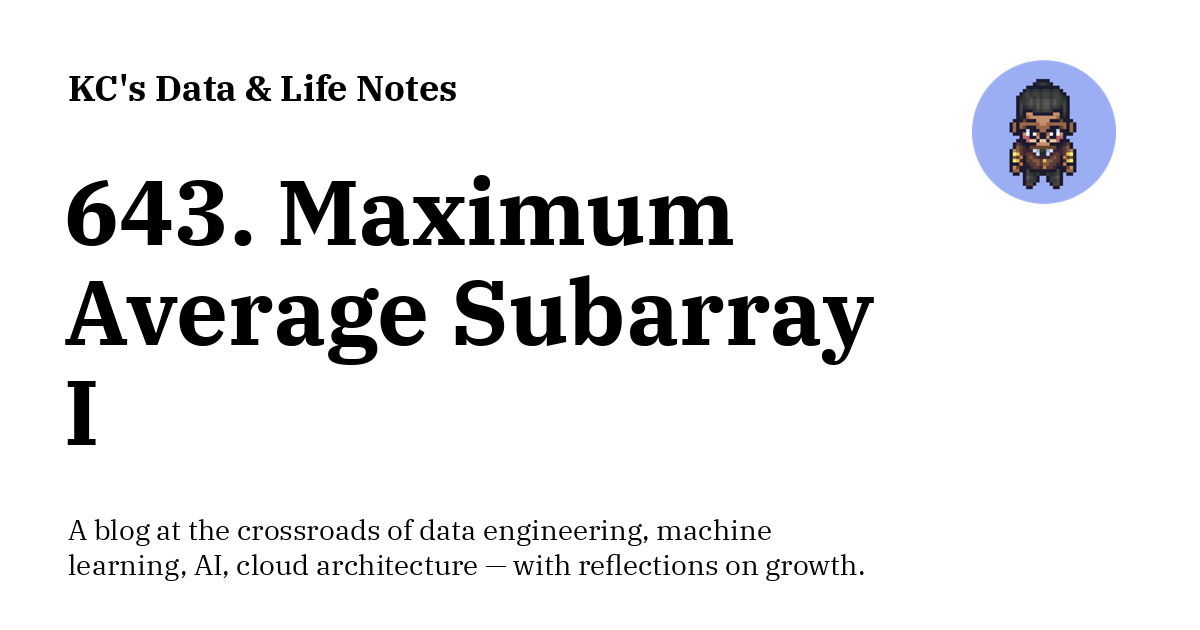 KC's Data & Life Notes
643. Maximum
Average Subarray
I
A blog at the crossroads of data engineering, machine
learning, AI, cloud architecture — with reflections on growth.